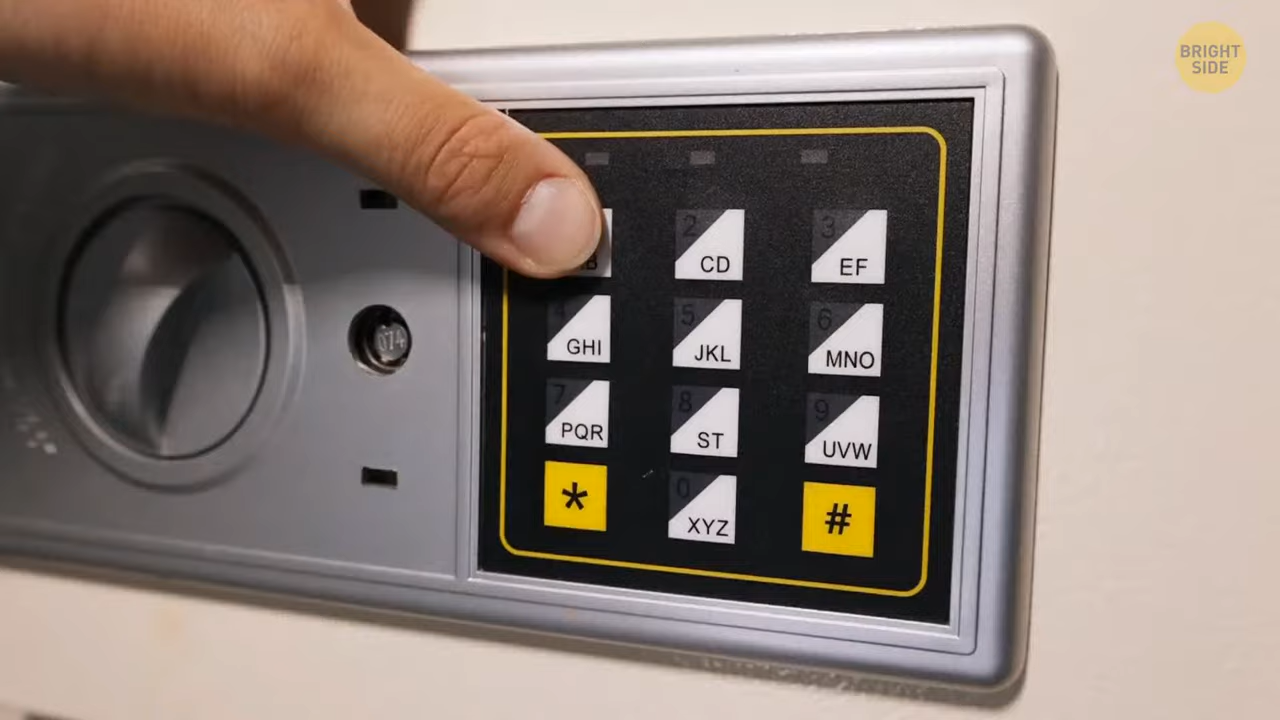 BRIGHT
SIDE
B
2
CD
3
EF
GHI
5
JKL
6
MNO
7
PQR
8
ST
9
UVW
*
0
XYZ
#
074